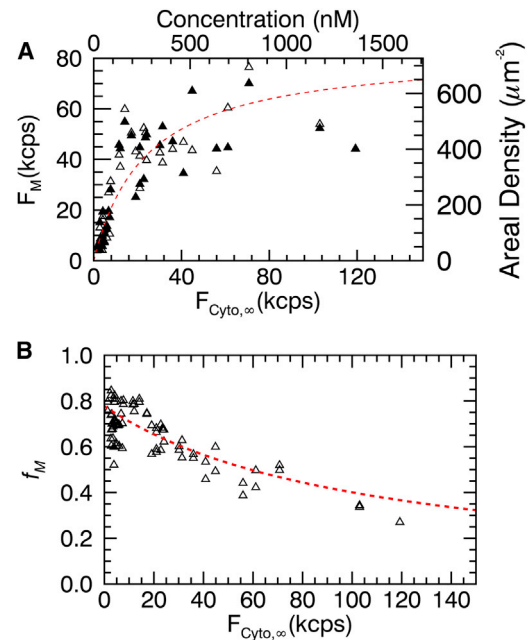 Concentration (nM)
0 500 1000 1500
A
80
60
40
20
0
F_M(kcps)
600
400
200
0
Areal Density (μm⁻²)
0 40 80 120
F_Cyto,∞(kcps)
B
1.0
0.8
0.6
0.4
0.2
0.0
f_M
0 20 40 60 80 100 120 140
F_Cyto,∞(kcps)